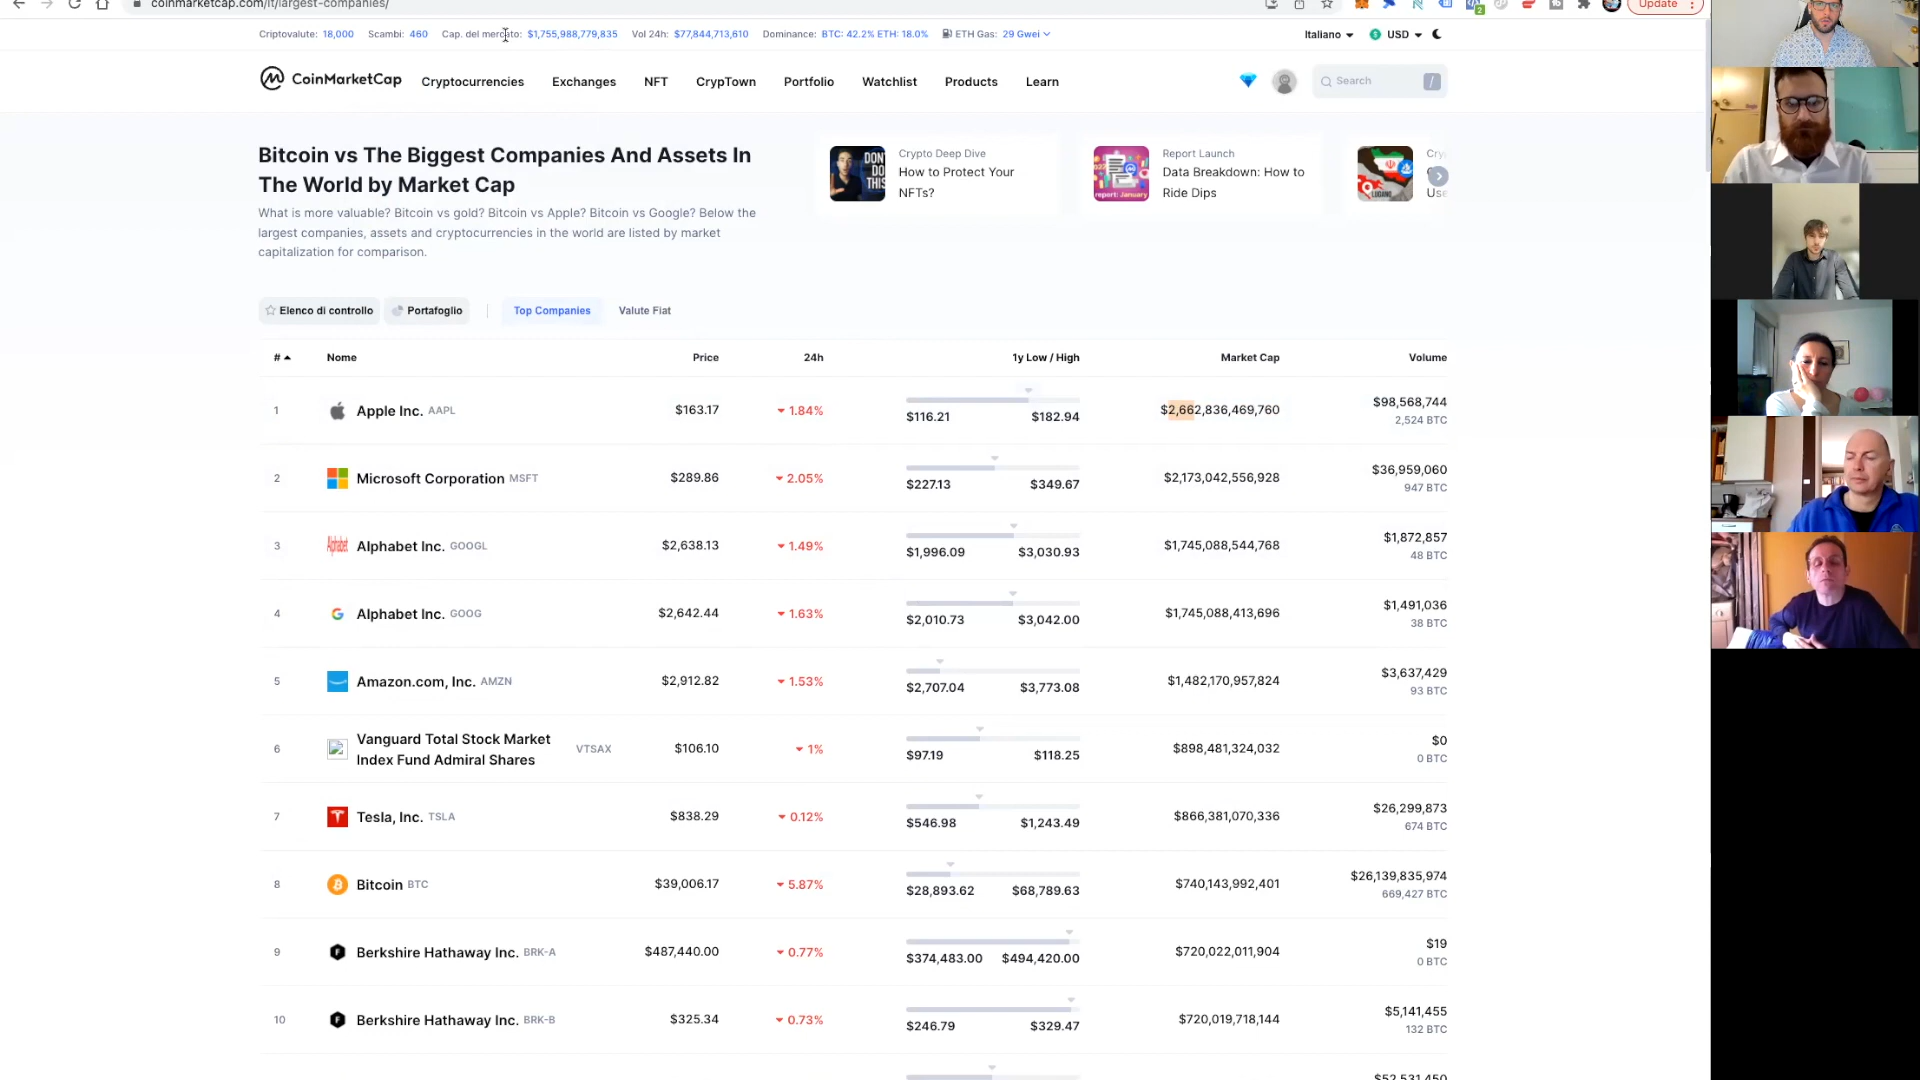 coinmarketcap.com/it/largest-companies/
Update
2
Criptovalute: 18,000 Scambi: 460 Cap. del mercato: $1,755,988,779,835 Vol 24h: $77,844,713,610 Dominance: BTC: 42.2% ETH: 18.0% ETH Gas: 29 Gwei
Italiano USD
CoinMarketCap Cryptocurrencies Exchanges NFT CrypTown Portfolio Watchlist Products Learn
Search /
Bitcoin vs The Biggest Companies And Assets In
The World by Market Cap
What is more valuable? Bitcoin vs gold? Bitcoin vs Apple? Bitcoin vs Google? Below the
largest companies, assets and cryptocurrencies in the world are listed by market
capitalization for comparison.
DON'T
DO
THIS
Crypto Deep Dive
How to Protect Your
NFTs?
report: January
Report Launch
Data Breakdown: How to
Ride Dips
LUGANO
Cry
Use
Elenco di controllo Portafoglio Top Companies Valute Fiat
# Nome Price 24h 1y Low / High Market Cap Volume
1 Apple Inc. AAPL $163.17 1.84% $116.21 $182.94 $2,662,836,469,760 $98,568,744
2,524 BTC
2 Microsoft Corporation MSFT $289.86 2.05% $227.13 $349.67 $2,173,042,556,928 $36,959,060
947 BTC
3 Alphabet Alphabet Inc. GOOGL $2,638.13 1.49% $1,996.09 $3,030.93 $1,745,088,544,768 $1,872,857
48 BTC
4 Alphabet Inc. GOOG $2,642.44 1.63% $2,010.73 $3,042.00 $1,745,088,413,696 $1,491,036
38 BTC
5 Amazon.com, Inc. AMZN $2,912.82 1.53% $2,707.04 $3,773.08 $1,482,170,957,824 $3,637,429
93 BTC
6 Vanguard Total Stock Market
Index Fund Admiral Shares VTSAX $106.10 1% $97.19 $118.25 $898,481,324,032 $0
0 BTC
7 Tesla, Inc. TSLA $838.29 0.12% $546.98 $1,243.49 $866,381,070,336 $26,299,873
674 BTC
8 Bitcoin BTC $39,006.17 5.87% $28,893.62 $68,789.63 $740,143,992,401 $26,139,835,974
669,427 BTC
9 Berkshire Hathaway Inc. BRK-A $487,440.00 0.77% $374,483.00 $494,420.00 $720,022,011,904 $19
0 BTC
10 Berkshire Hathaway Inc. BRK-B $325.34 0.73% $246.79 $329.47 $720,019,718,144 $5,141,455
132 BTC
$52,531,450